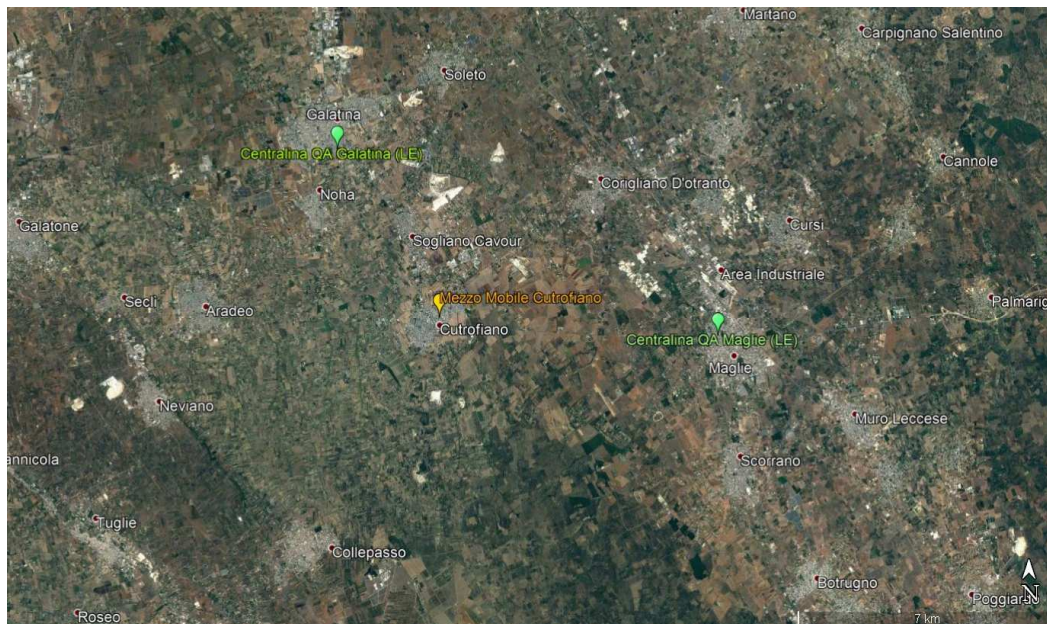 Martano
Carpignano Salentino
Soleto
Galatina
Centralina QA Galatina (LE)
Cannole
Corigliano D'otranto
Noha
Galatone
Cursi
Sogliano Cavour
Area Industriale
Mezzo Mobile Cutrofiano
Secli
Palmarig
Aradeo
Cutrofiano
Centralina QA Maglie (LE)
Maglie
Neviano
Muro Leccese
annicola
Scorrano
Tuglie
Collepasso
Botrugno
N
Poggiardo
Roseo
7 km